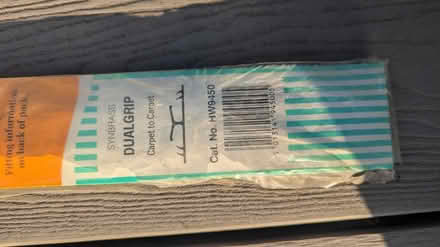 Fitting information
on back of pack.
SYNBRASS
DUALGRIP
Carpet to Carpet
Cat. No. HW9450